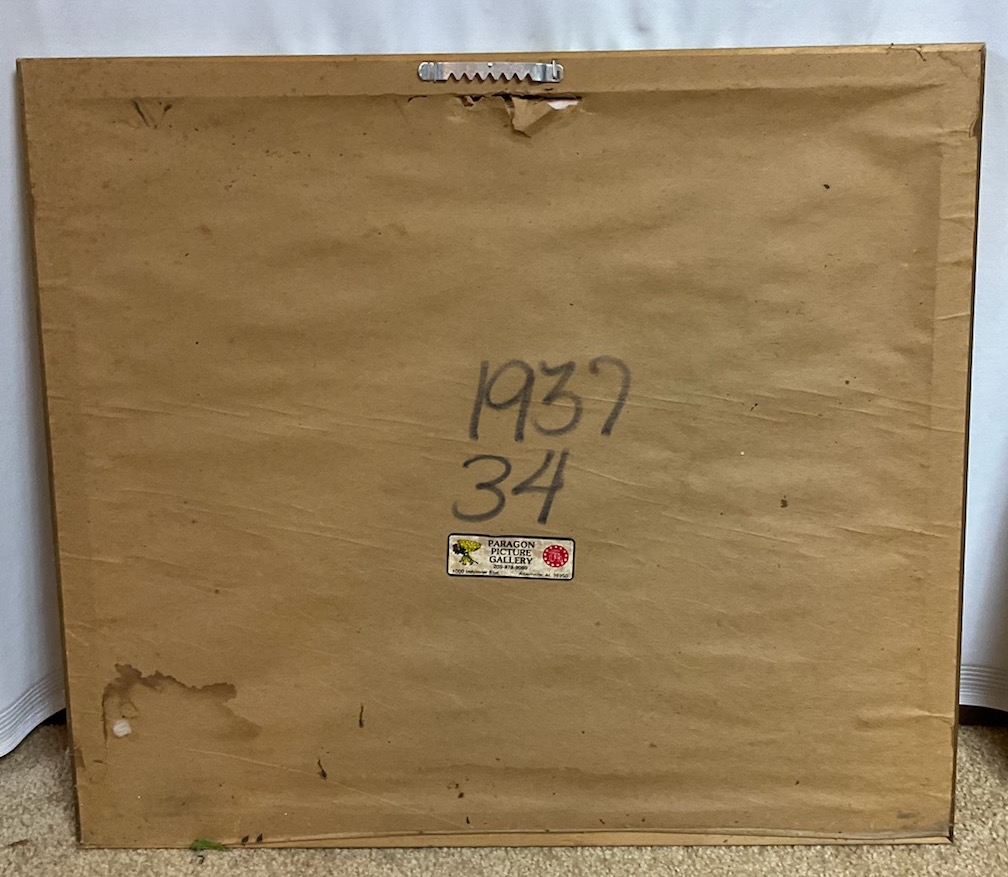 1937
34
PARAGON
PICTURE
GALLERY